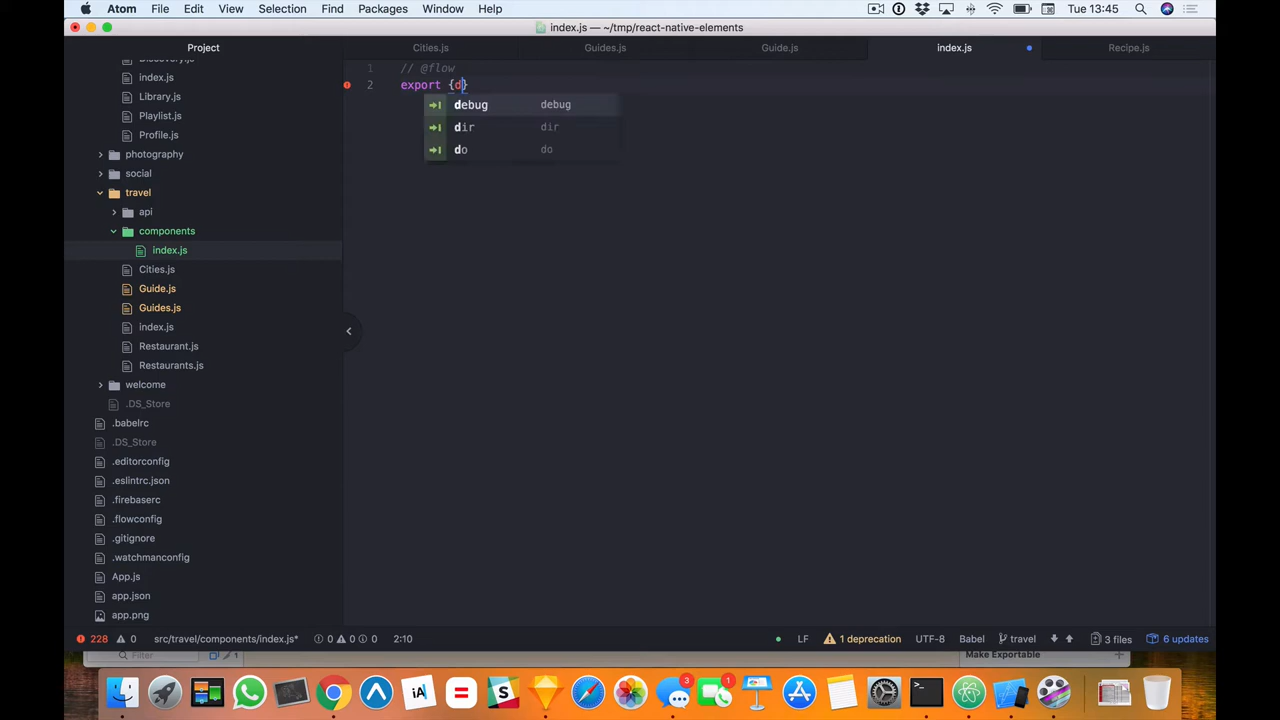 Atom File Edit View Selection Find Packages Window Help
Tue 13:45
index.js — ~/tmp/react-native-elements
Project
Cities.js
Guides.js
Guide.js
index.js
Recipe.js
index.js
Library.js
Playlist.js
Profile.js
photography
social
travel
api
components
index.js
Cities.js
Guide.js
Guides.js
index.js
Restaurant.js
Restaurants.js
welcome
.DS_Store
.babelrc
.DS_Store
.editorconfig
.eslintrc.json
.firebaserc
.flowconfig
.gitignore
.watchmanconfig
App.js
app.json
app.png
1 // @flow
2 export {d}
debug debug
dir dir
do do
228 0 src/travel/components/index.js* 0 0 0 2:10
LF 1 deprecation UTF-8 Babel travel 3 files 6 updates
Filter
1
Make Exportable
iA
3
1